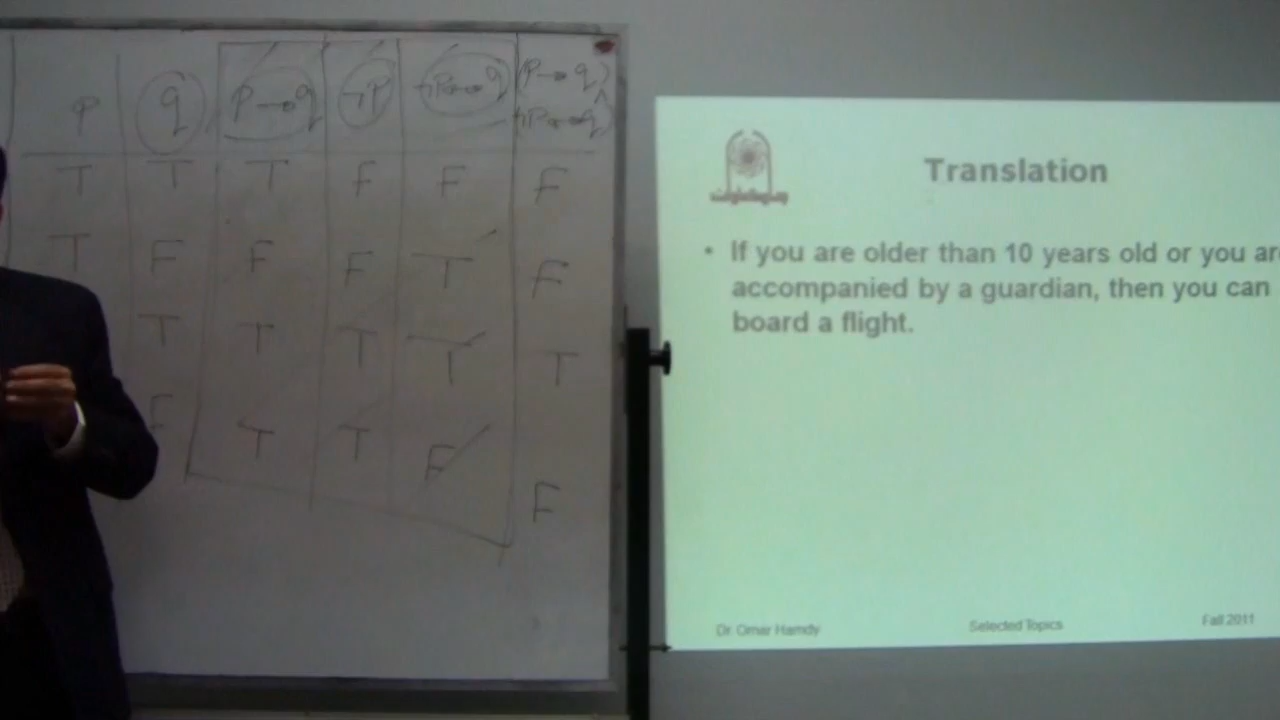 p q p→q ¬p ¬p↔q (p→q)∧
¬p↔q)
T T T F F F
T F F F T F
T T T T T
F T T F F
Translation
• If you are older than 10 years old or you are
accompanied by a guardian, then you can
board a flight.
Dr. Omar Hamdy Selected Topics Fall 2011